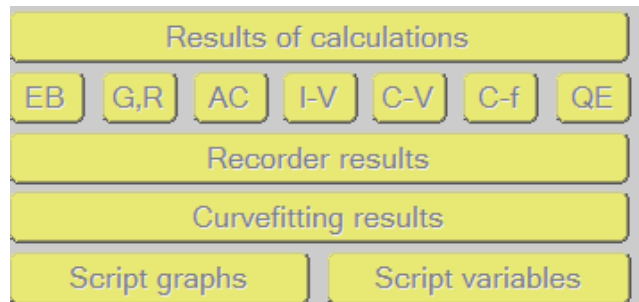 Results of calculations
EB G,R AC I-V C-V C-f QE
Recorder results
Curvefitting results
Script graphs Script variables